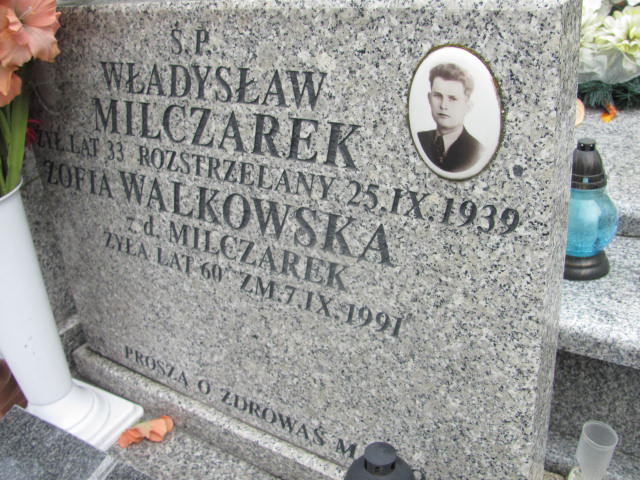 Ś.P.
WŁADYSŁAW
MILCZAREK
ŻYŁ LAT 33 ROZSTRZELANY 25.IX.1939
ZOFIA WALKOWSKA
z d. MILCZAREK
ŻYŁA LAT 60 ZM.7.IX.1991
PROSZĄ O ZDROWAŚ